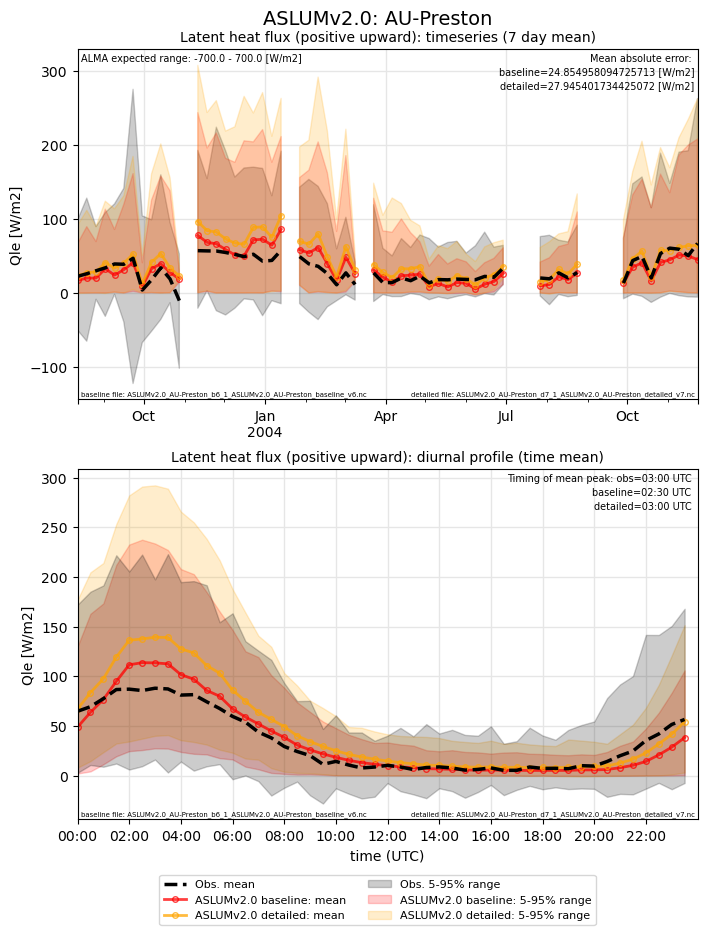 ASLUMv2.0: AU-Preston
Latent heat flux (positive upward): timeseries (7 day mean)
ALMA expected range: -700.0 - 700.0 [W/m2]
Mean absolute error:
baseline=24.854958094725713 [W/m2]
detailed=27.945401734425072 [W/m2]
300
200
100
0
−100
Qle [W/m2]
baseline file: ASLUMv2.0_AU-Preston_b6_1_ASLUMv2.0_AU-Preston_baseline_v6.nc
detailed file: ASLUMv2.0_AU-Preston_d7_1_ASLUMv2.0_AU-Preston_detailed_v7.nc
Oct Jan Apr Jul Oct
2004
Latent heat flux (positive upward): diurnal profile (time mean)
Timing of mean peak: obs=03:00 UTC
baseline=02:30 UTC
detailed=03:00 UTC
300
250
200
150
100
50
0
Qle [W/m2]
baseline file: ASLUMv2.0_AU-Preston_b6_1_ASLUMv2.0_AU-Preston_baseline_v6.nc
detailed file: ASLUMv2.0_AU-Preston_d7_1_ASLUMv2.0_AU-Preston_detailed_v7.nc
00:00 02:00 04:00 06:00 08:00 10:00 12:00 14:00 16:00 18:00 20:00 22:00
time (UTC)
Obs. mean
ASLUMv2.0 baseline: mean
ASLUMv2.0 detailed: mean
Obs. 5-95% range
ASLUMv2.0 baseline: 5-95% range
ASLUMv2.0 detailed: 5-95% range